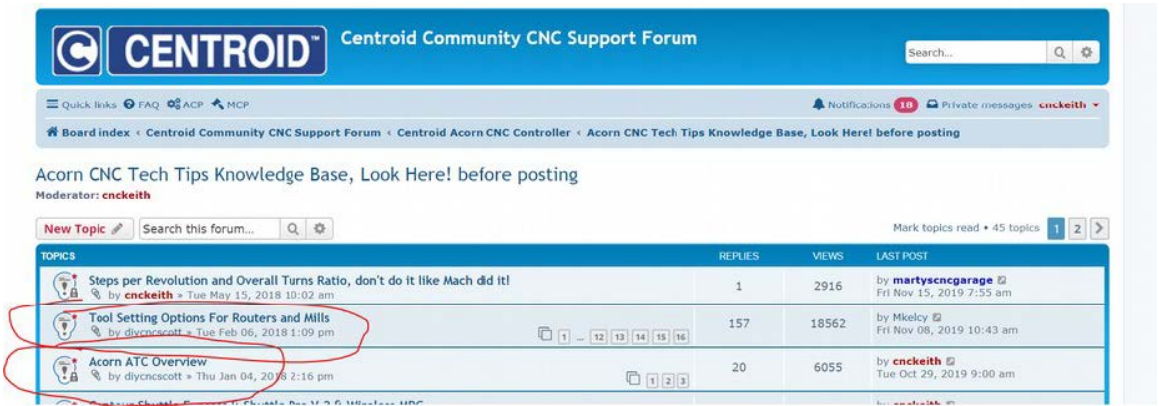 CENTROID™
Centroid Community CNC Support Forum
Search...
Quick links FAQ ACP MCP
Notifications 18 Private messages cnckeith
Board index ‹ Centroid Community CNC Support Forum ‹ Centroid Acorn CNC Controller ‹ Acorn CNC Tech Tips Knowledge Base, Look Here! before posting
Acorn CNC Tech Tips Knowledge Base, Look Here! before posting
Moderator: cnckeith
New Topic Search this forum... Mark topics read • 45 topics 1 2
TOPICS REPLIES VIEWS LAST POST
Steps per Revolution and Overall Turns Ratio, don't do it like Mach did it!
by cnckeith » Tue May 15, 2018 10:02 am
1 2916
by martyscncgarage
Fri Nov 15, 2019 7:55 am
Tool Setting Options For Routers and Mills
by diycncscott » Tue Feb 06, 2018 1:09 pm
1 ... 12 13 14 15 16
157 18562
by Mkelcy
Fri Nov 08, 2019 10:43 am
Acorn ATC Overview
by diycncscott » Thu Jan 04, 2018 2:16 pm
1 2 3
20 6055
by cnckeith
Tue Oct 29, 2019 9:00 am